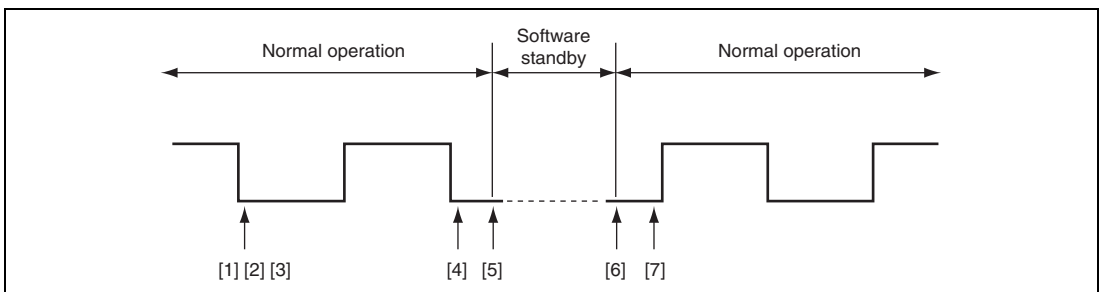 Normal operation
Software
standby
Normal operation
[1] [2] [3]
[4]
[5]
[6]
[7]